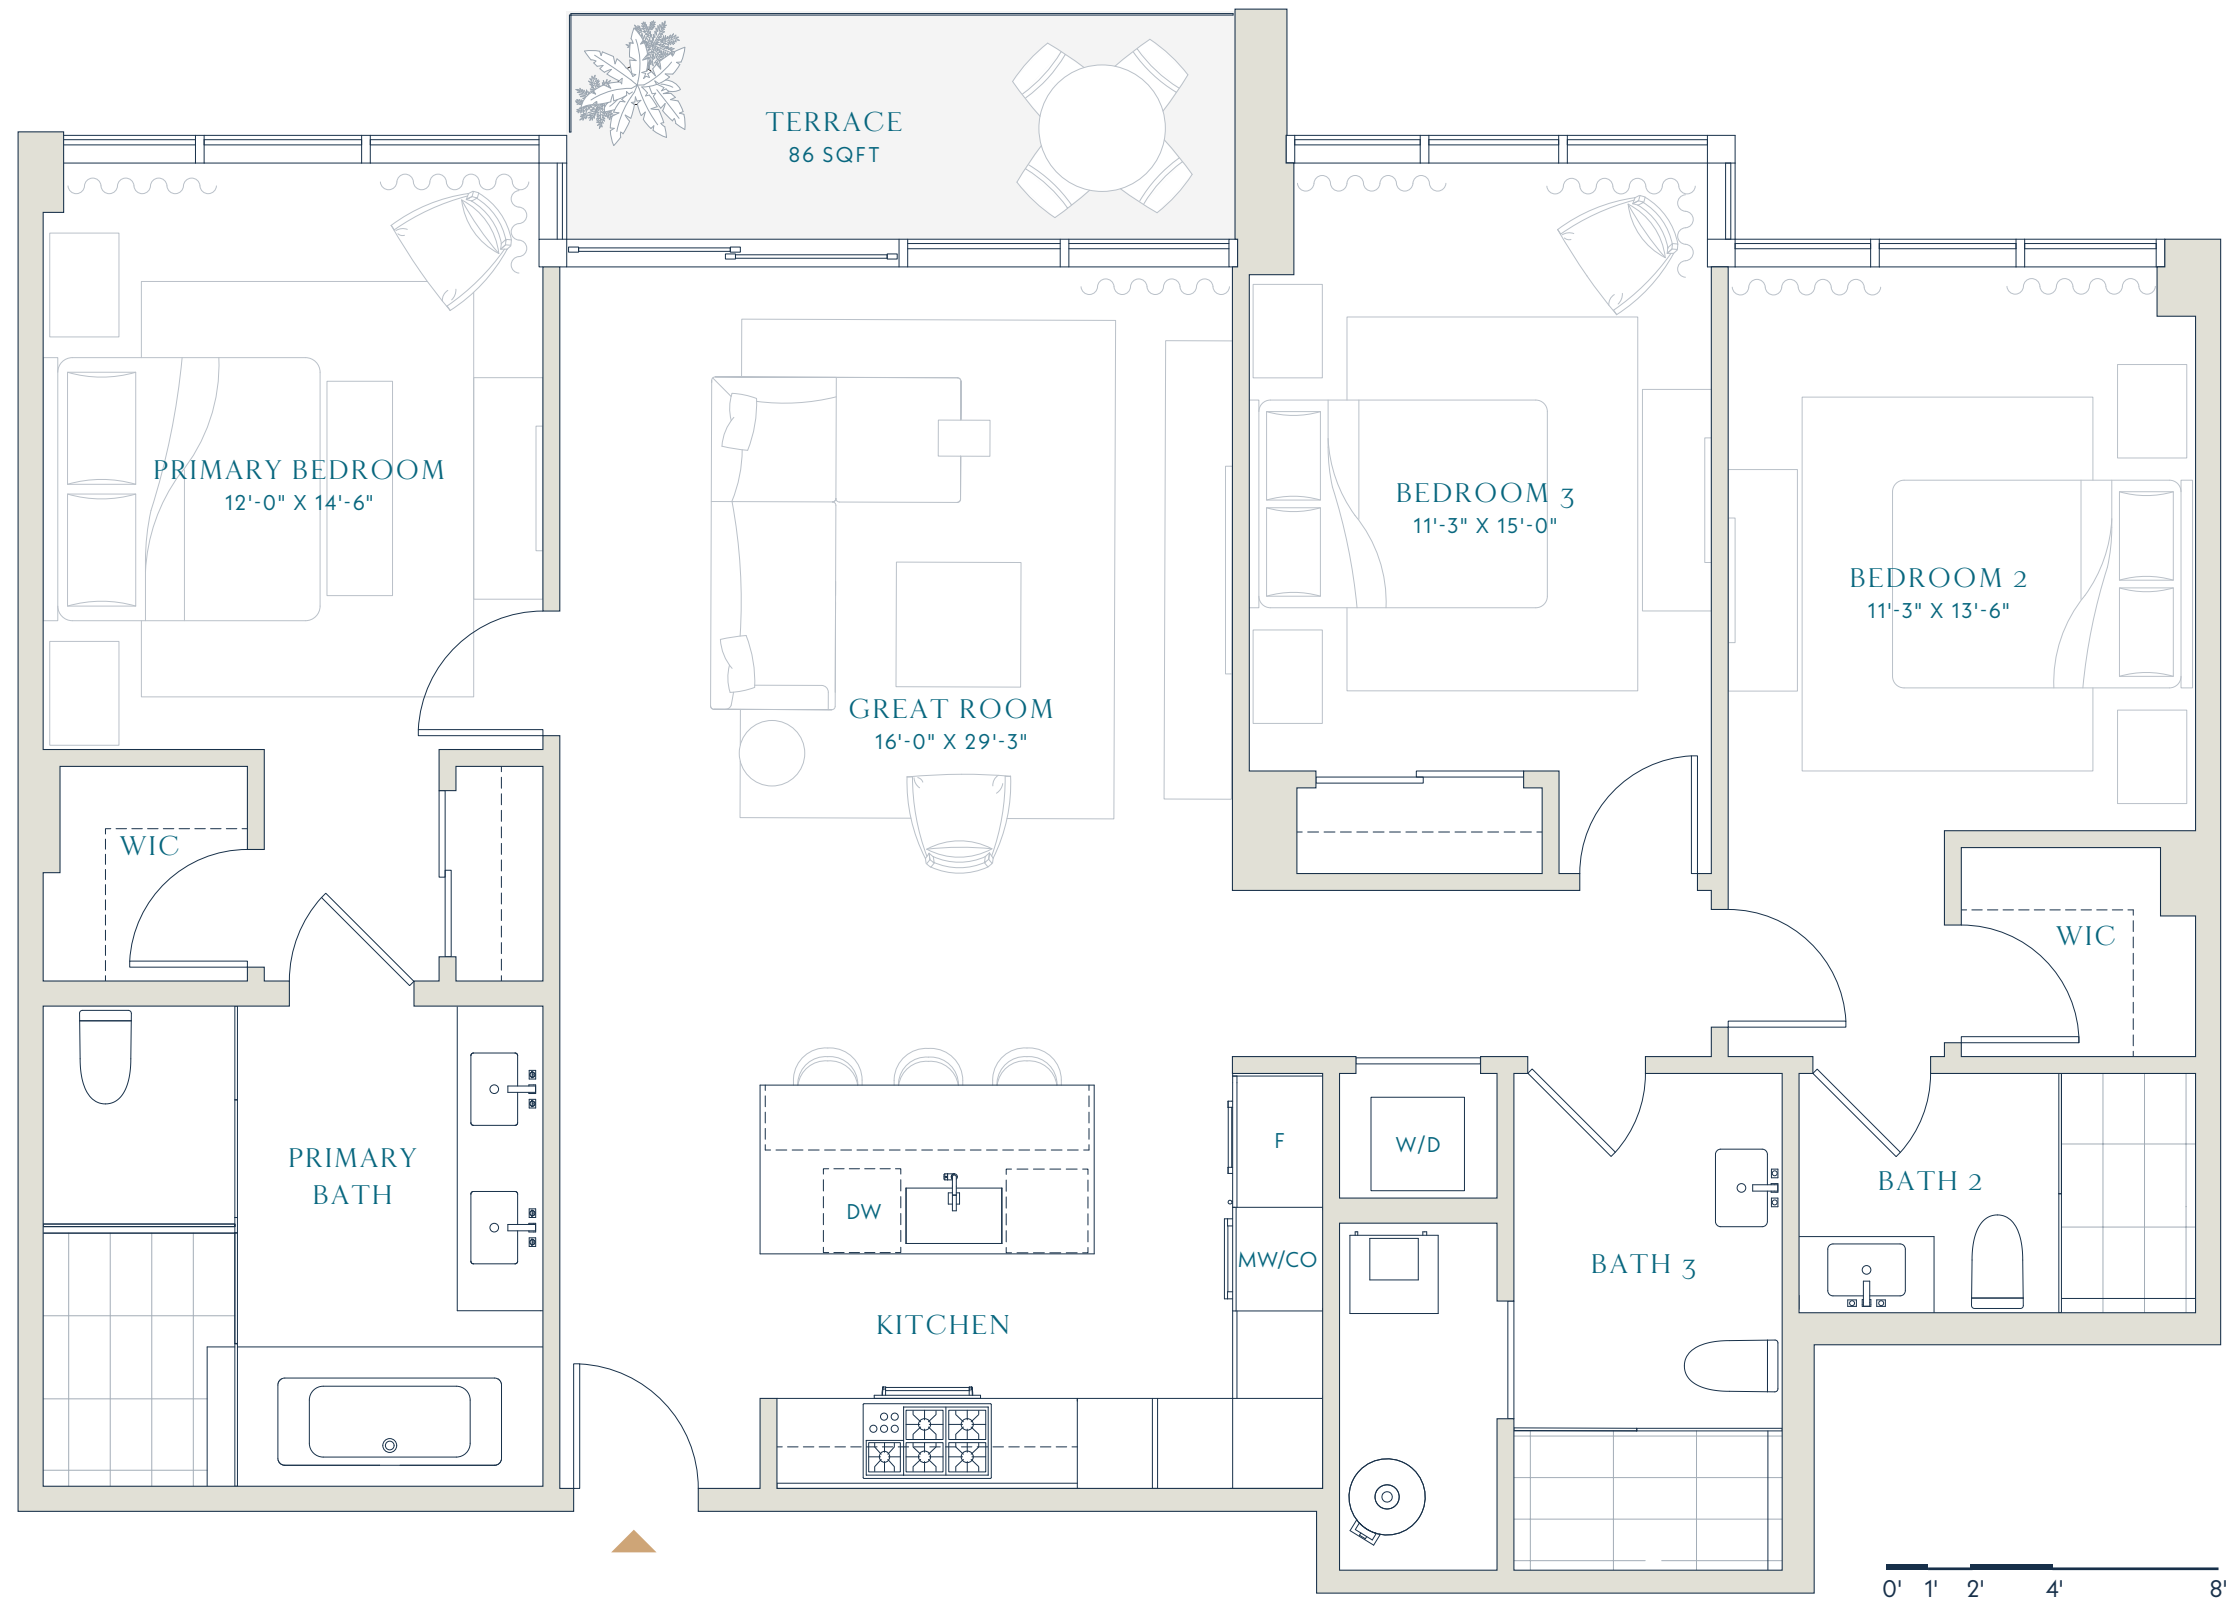 TERRACE
86 SQFT
PRIMARY BEDROOM
12'-0" X 14'-6"
BEDROOM 3
11'-3" X 15'-0"
BEDROOM 2
11'-3" X 13'-6"
GREAT ROOM
16'-0" X 29'-3"
WIC
WIC
PRIMARY
BATH
F
W/D
BATH 2
DW
MW/CO
BATH 3
KITCHEN
0' 1' 2' 4' 8'